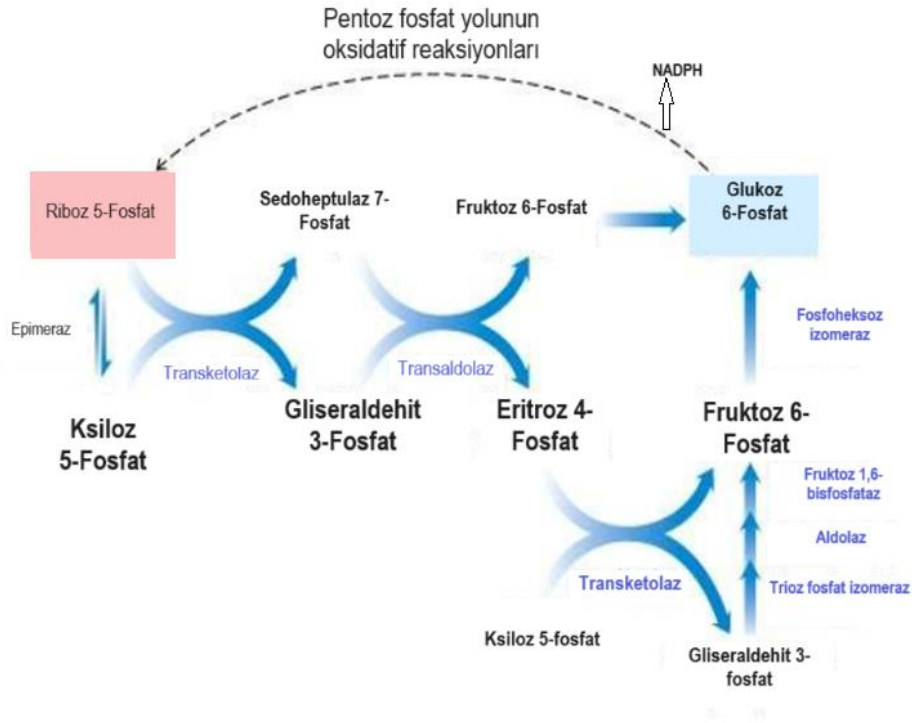 Pentoz fosfat yolunun
oksidatif reaksiyonları
NADPH
Riboz 5-Fosfat
Sedoheptulaz 7-
Fosfat
Fruktoz 6-Fosfat
Glukoz
6-Fosfat
Epimeraz
Transketolaz
Transaldolaz
Fosfoheksoz
izomeraz
Ksiloz
5-Fosfat
Gliseraldehit
3-Fosfat
Eritroz 4-
Fosfat
Fruktoz 6-
Fosfat
Fruktoz 1,6-
bisfosfataz
Aldolaz
Transketolaz
Trioz fosfat izomeraz
Ksiloz 5-fosfat
Gliseraldehit 3-
fosfat